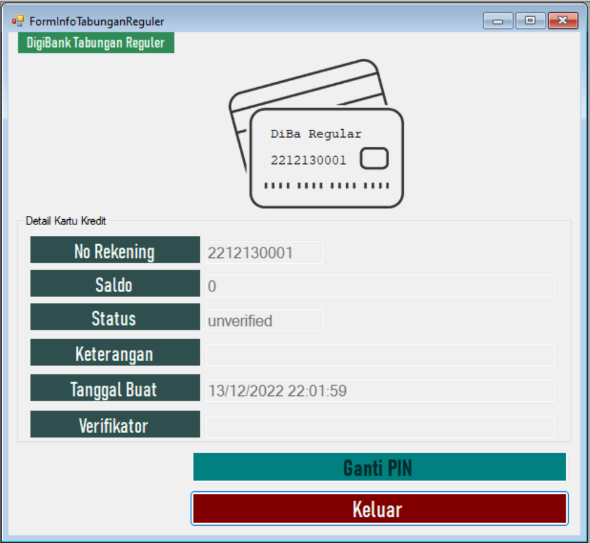 FormInfoTabunganReguler
DigiBank Tabungan Reguler
DiBa Regular
2212130001
Detail Kartu Kredit
No Rekening 2212130001
Saldo 0
Status unverified
Keterangan
Tanggal Buat 13/12/2022 22:01:59
Verifikator
Ganti PIN
Keluar